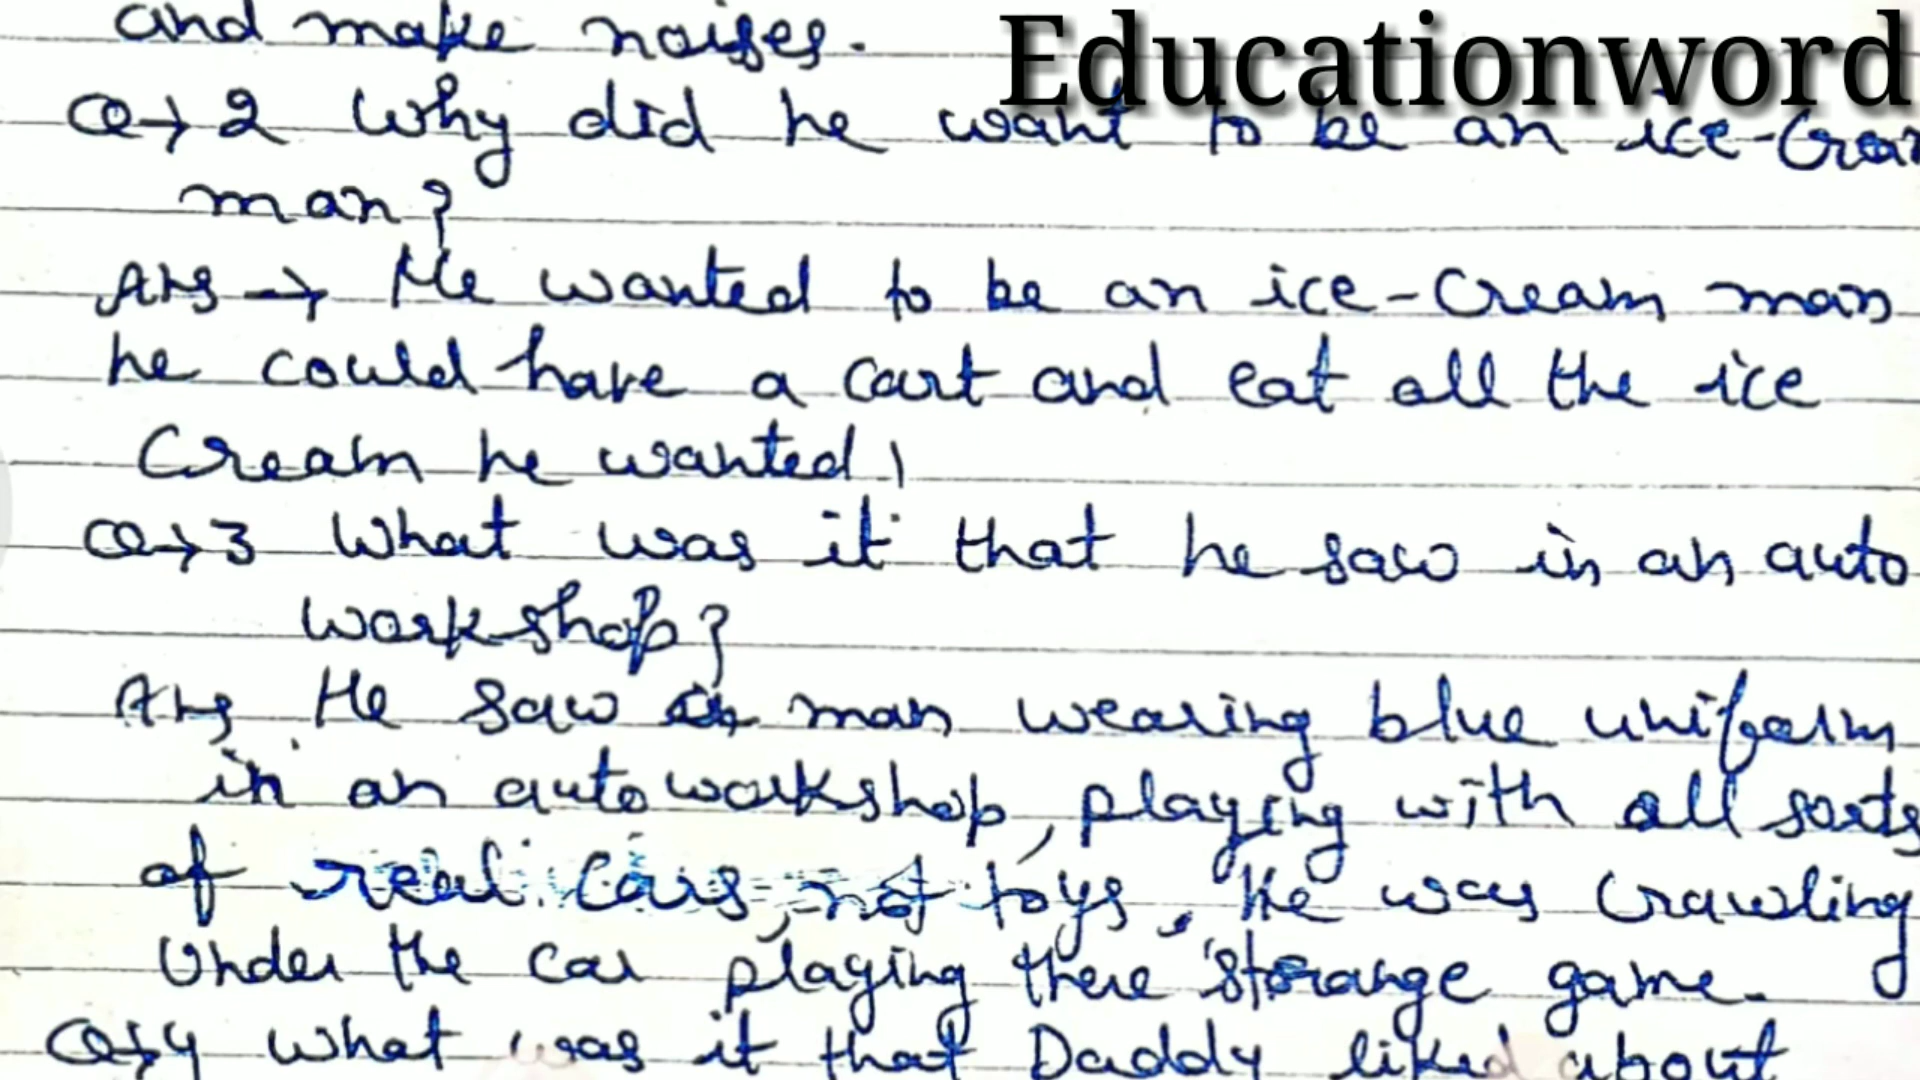 and make noises.
Educationword
Q→2 Why did he want to be an ice-Crea
man?
Ans → He wanted to be an ice-Cream man
he could have a cart and eat all the ice
Cream he wanted।
Q→3 What was it that he saw in an auto
workshop?
Ans He saw a man wearing blue uniform
in an auto workshop, playing with all sorts
of real Cars, not toys. He was Crawling
Under the car playing there storange game.
Q→4 What was it that Daddy liked about